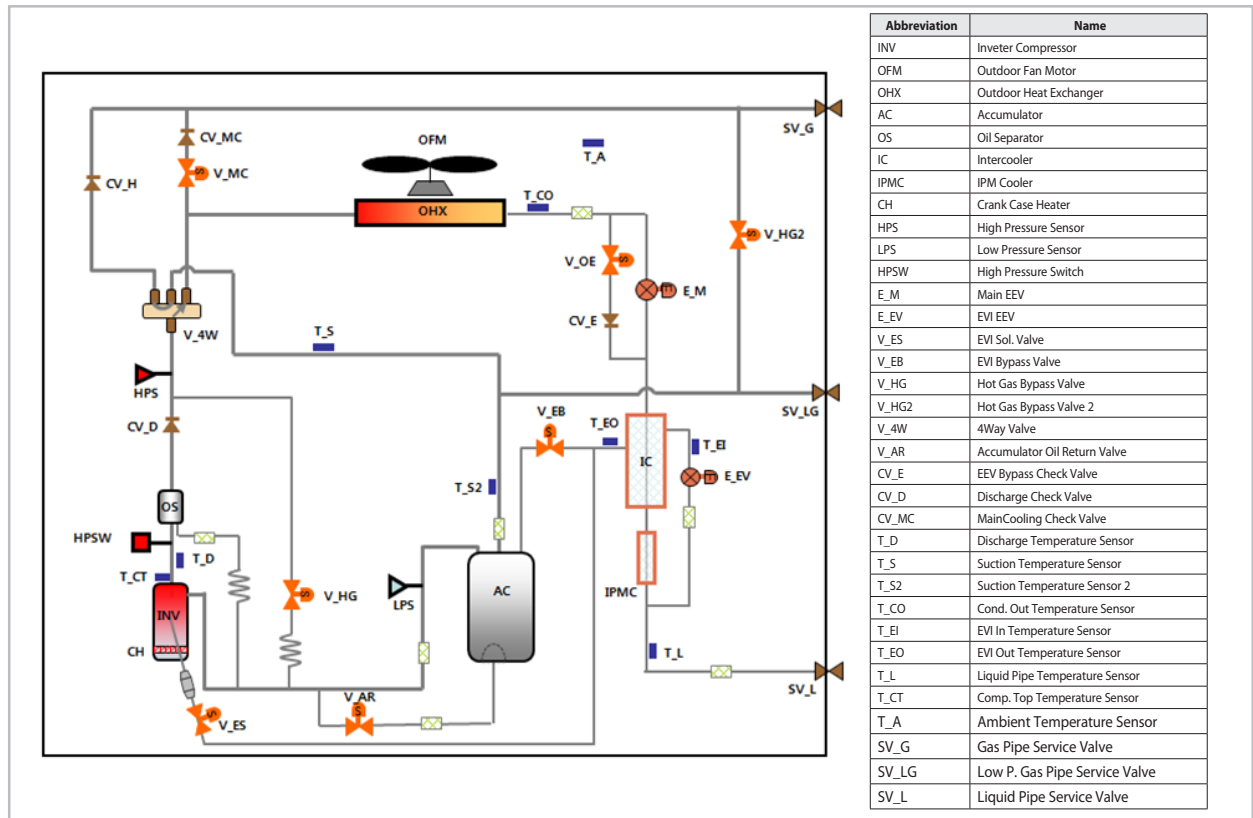 SV_G
CV_MC
OFM
T_A
V_MC
CV_H
T_CO
OHX
V_HG2
V_OE
E
E_M
V_4W
CV_E
T_S
HPS
SV_LG
CV_D
V_EB
T_EO
T_EI
IC
E
E_EV
T_S2
OS
HPSW
T_D
T_CT
IPMC
AC
V_HG
LPS
INV
CH
T_L
SV_L
V_AR
V_ES
S
S
S
S
S
S
S
Abbreviation Name
INV Inveter Compressor
OFM Outdoor Fan Motor
OHX Outdoor Heat Exchanger
AC Accumulator
OS Oil Separator
IC Intercooler
IPMC IPM Cooler
CH Crank Case Heater
HPS High Pressure Sensor
LPS Low Pressure Sensor
HPSW High Pressure Switch
E_M Main EEV
E_EV EVI EEV
V_ES EVI Sol. Valve
V_EB EVI Bypass Valve
V_HG Hot Gas Bypass Valve
V_HG2 Hot Gas Bypass Valve 2
V_4W 4Way Valve
V_AR Accumulator Oil Return Valve
CV_E EEV Bypass Check Valve
CV_D Discharge Check Valve
CV_MC MainCooling Check Valve
T_D Discharge Temperature Sensor
T_S Suction Temperature Sensor
T_S2 Suction Temperature Sensor 2
T_CO Cond. Out Temperature Sensor
T_EI EVI In Temperature Sensor
T_EO EVI Out Temperature Sensor
T_L Liquid Pipe Temperature Sensor
T_CT Comp. Top Temperature Sensor
T_A Ambient Temperature Sensor
SV_G Gas Pipe Service Valve
SV_LG Low P. Gas Pipe Service Valve
SV_L Liquid Pipe Service Valve